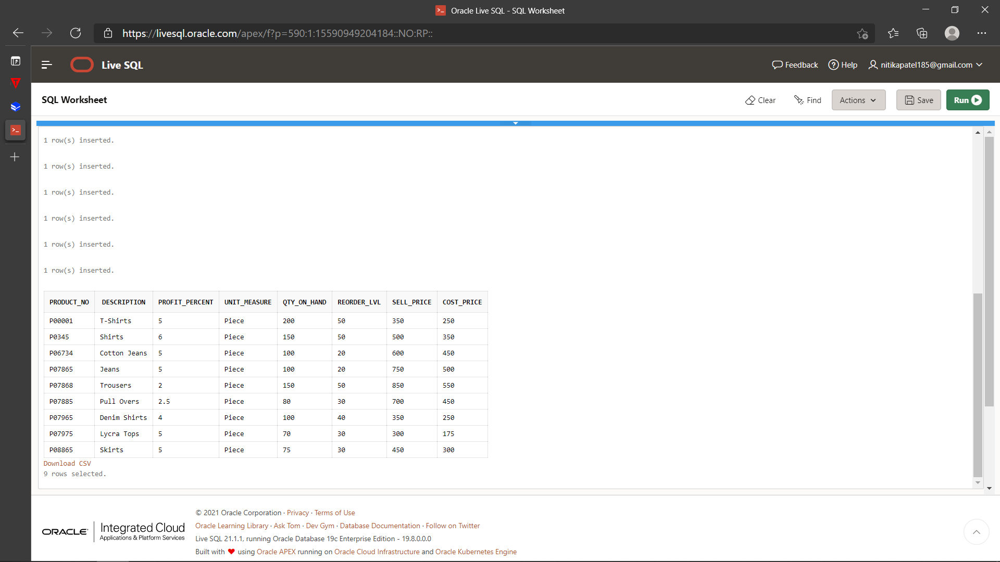 Oracle Live SQL - SQL Worksheet
https://livesql.oracle.com/apex/f?p=590:1:15590949204184::NO:RP::
Live SQL
Feedback
Help
nitikapatel185@gmail.com
SQL Worksheet
Clear
Find
Actions
Save
Run
1 row(s) inserted.
1 row(s) inserted.
1 row(s) inserted.
1 row(s) inserted.
1 row(s) inserted.
1 row(s) inserted.
PRODUCT_NO DESCRIPTION PROFIT_PERCENT UNIT_MEASURE QTY_ON_HAND REORDER_LVL SELL_PRICE COST_PRICE
P00001 T-Shirts 5 Piece 200 50 350 250
P0345 Shirts 6 Piece 150 50 500 350
P06734 Cotton Jeans 5 Piece 100 20 600 450
P07865 Jeans 5 Piece 100 20 750 500
P07868 Trousers 2 Piece 150 50 850 550
P07885 Pull Overs 2.5 Piece 80 30 700 450
P07965 Denim Shirts 4 Piece 100 40 350 250
P07975 Lycra Tops 5 Piece 70 30 300 175
P08865 Skirts 5 Piece 75 30 450 300
Download CSV
9 rows selected.
ORACLE
Integrated Cloud
Applications & Platform Services
© 2021 Oracle Corporation · Privacy · Terms of Use
Oracle Learning Library · Ask Tom · Dev Gym · Database Documentation · Follow on Twitter
Live SQL 21.1.1, running Oracle Database 19c Enterprise Edition - 19.8.0.0.0
Built with ❤ using Oracle APEX running on Oracle Cloud Infrastructure and Oracle Kubernetes Engine